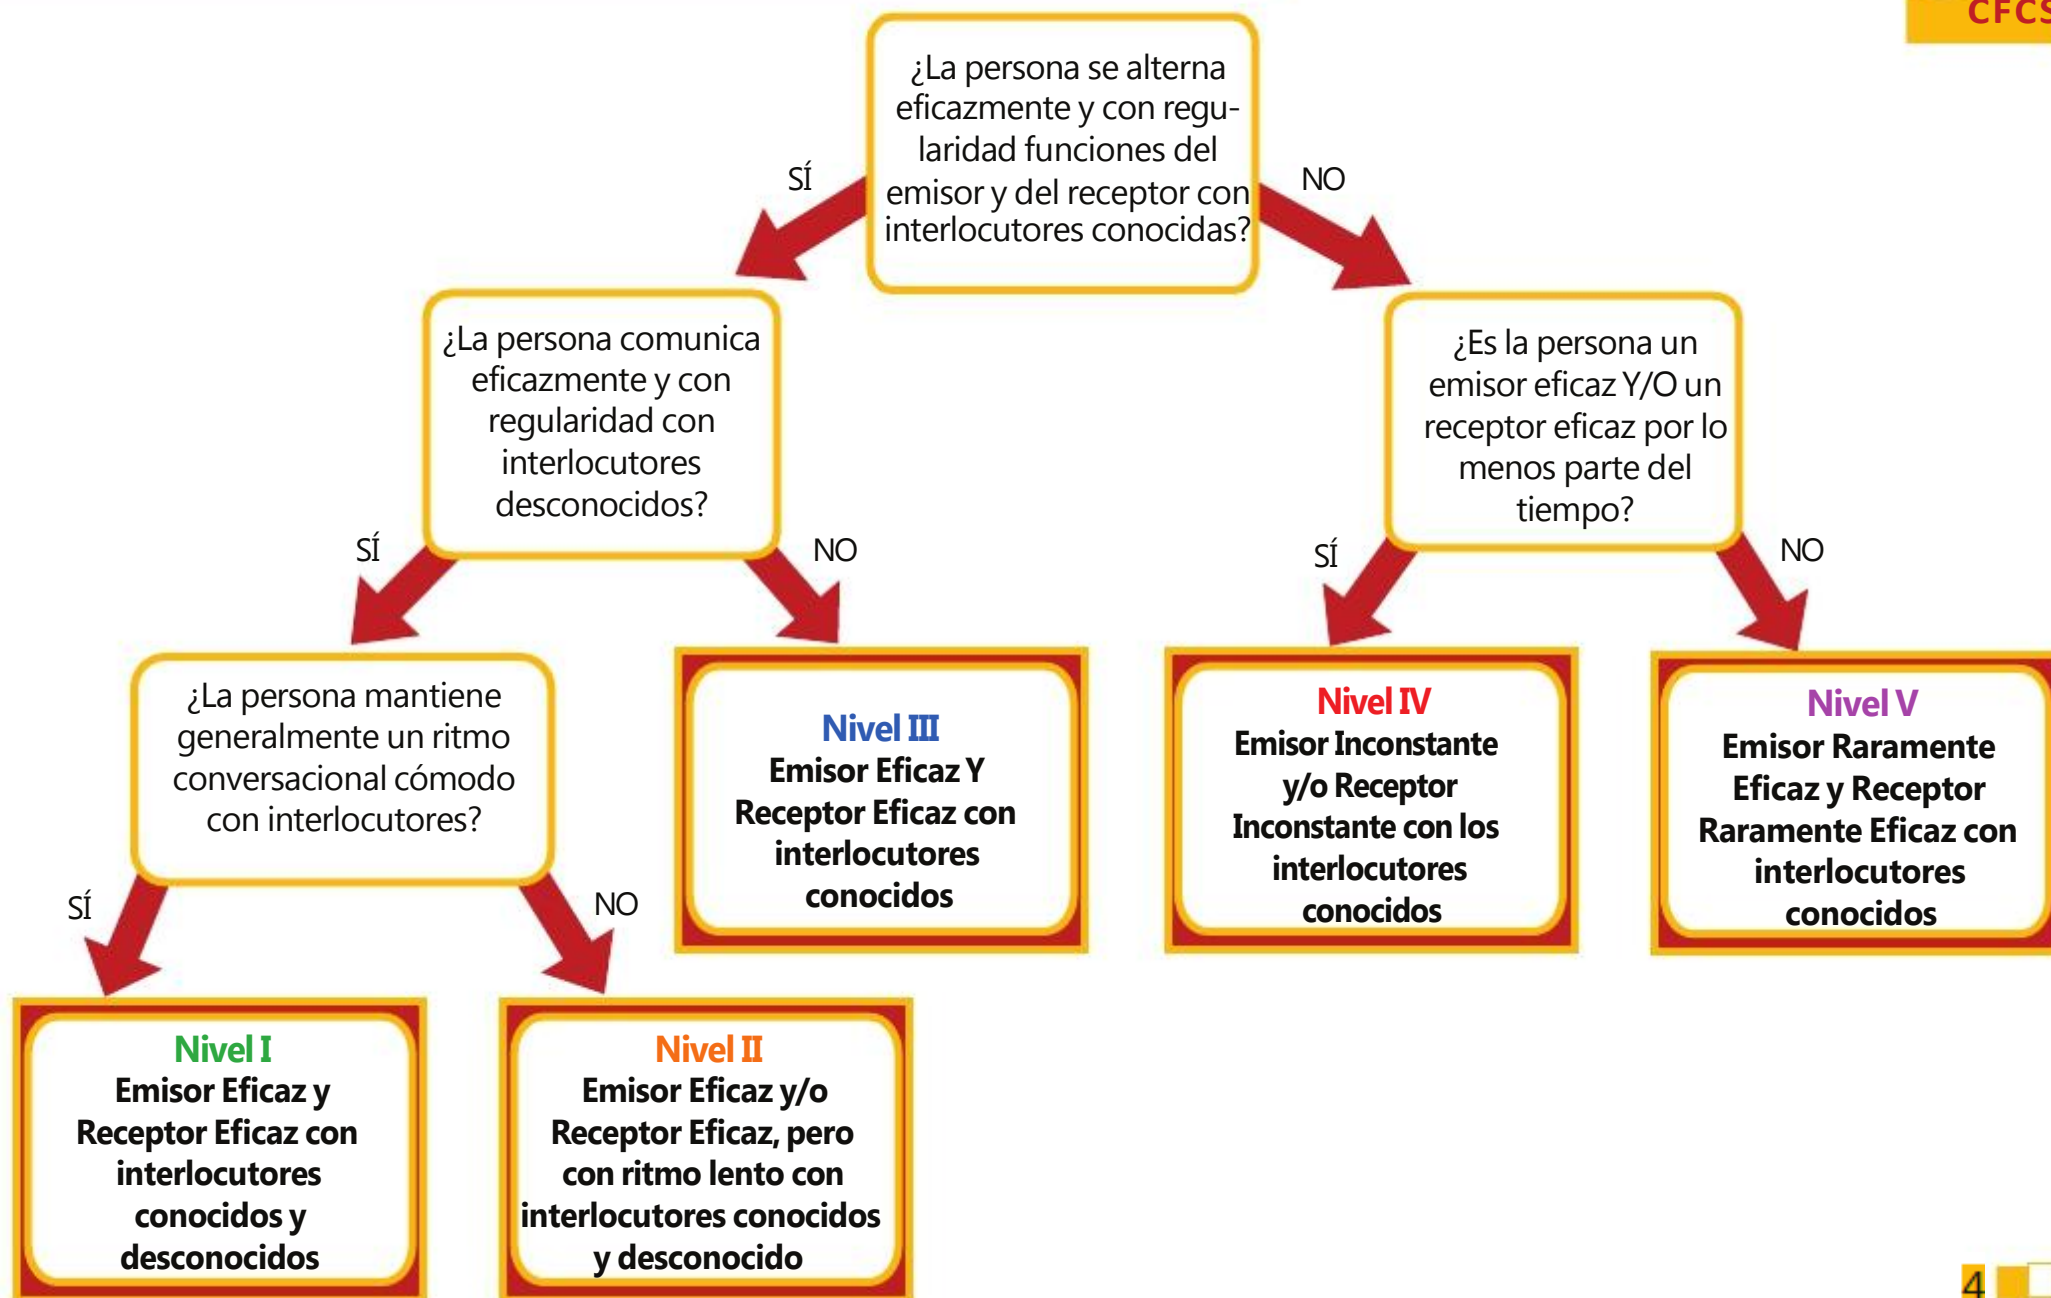 CFCS
¿La persona se alterna
eficazmente y con regu-
laridad funciones del
emisor y del receptor con
interlocutores conocidas?
SÍ
NO
¿La persona comunica
eficazmente y con
regularidad con
interlocutores
desconocidos?
¿Es la persona un
emisor eficaz Y/O un
receptor eficaz por lo
menos parte del
tiempo?
SÍ
NO
SÍ
NO
¿La persona mantiene
generalmente un ritmo
conversacional cómodo
con interlocutores?
Nivel III
Emisor Eficaz Y
Receptor Eficaz con
interlocutores
conocidos
Nivel IV
Emisor Inconstante
y/o Receptor
Inconstante con los
interlocutores
conocidos
Nivel V
Emisor Raramente
Eficaz y Receptor
Raramente Eficaz con
interlocutores
conocidos
SÍ
NO
Nivel I
Emisor Eficaz y
Receptor Eficaz con
interlocutores
conocidos y
desconocidos
Nivel II
Emisor Eficaz y/o
Receptor Eficaz, pero
con ritmo lento con
interlocutores conocidos
y desconocido
4